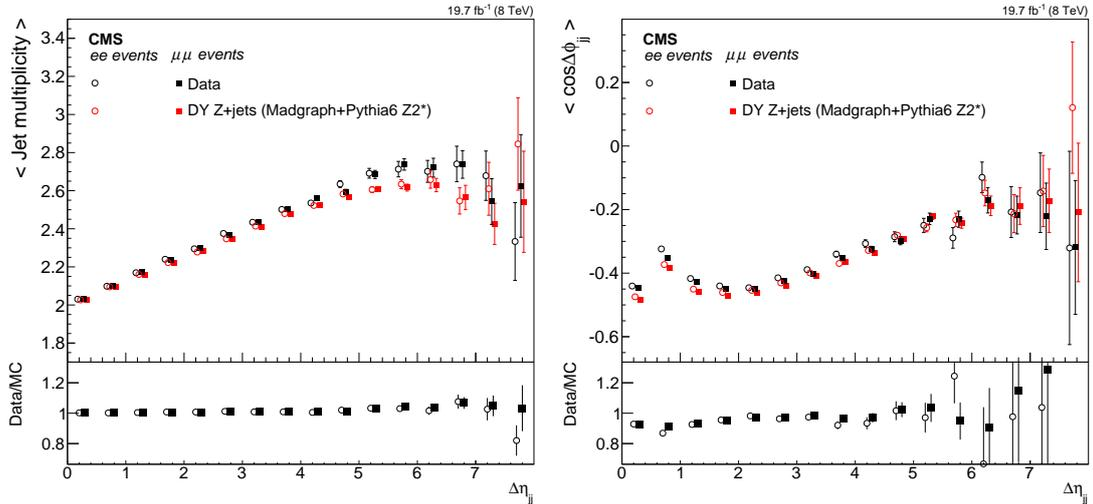 19.7 fb⁻¹ (8 TeV)
< Jet multiplicity >
CMS
ee events μμ events
Data
DY Z+jets (Madgraph+Pythia6 Z2*)
3.4
3.2
3
2.8
2.6
2.4
2.2
2
1.8
Data/MC
1.2
1
0.8
0 1 2 3 4 5 6 7
Δη_jj
19.7 fb⁻¹ (8 TeV)
< cosΔϕ_jj >
CMS
ee events μμ events
Data
DY Z+jets (Madgraph+Pythia6 Z2*)
0.2
0
-0.2
-0.4
-0.6
Data/MC
1.2
1
0.8
0 1 2 3 4 5 6 7
Δη_jj